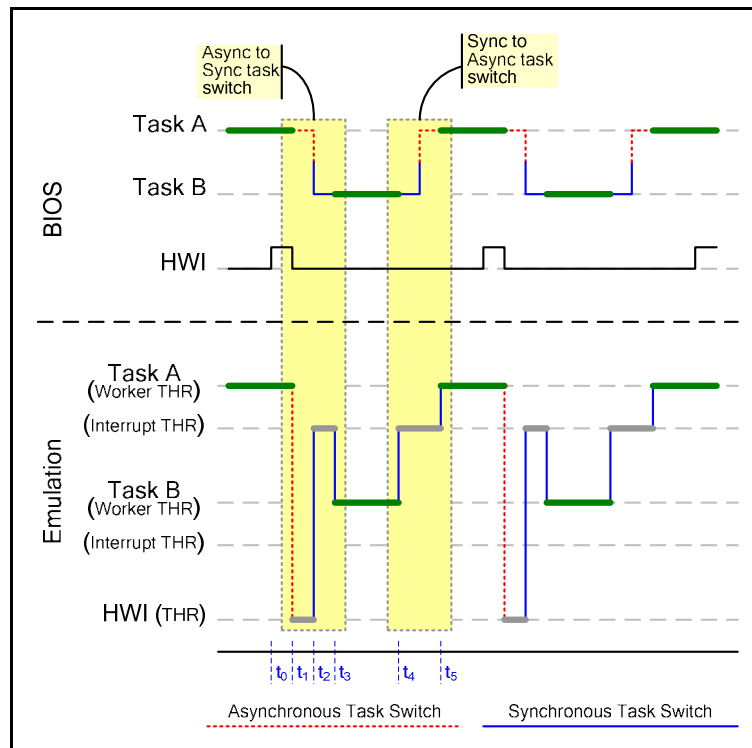 Async to
Sync task
switch
Sync to
Async task
switch
Task A
Task B
HWI
BIOS
Task A
(Worker THR)
(Interrupt THR)
Task B
(Worker THR)
(Interrupt THR)
HWI (THR)
Emulation
t0 t1 t2 t3 t4 t5
Asynchronous Task Switch
Synchronous Task Switch